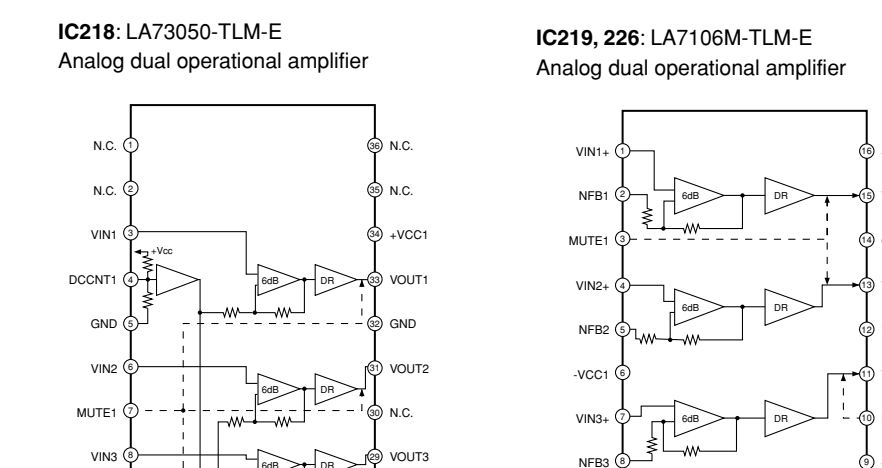 IC218: LA73050-TLM-E
Analog dual operational amplifier
N.C. 1
36 N.C.
N.C. 2
35 N.C.
VIN1 3
34 +VCC1
+Vcc
DCCNT1 4
6dB
DR
33 VOUT1
GND 5
32 GND
VIN2 6
31 VOUT2
6dB
DR
MUTE1 7
30 N.C.
VIN3 8
6dB
DR
29 VOUT3
IC219, 226: LA7106M-TLM-E
Analog dual operational amplifier
VIN1+ 1
16
NFB1 2
6dB
DR
15
MUTE1 3
14
VIN2+ 4
13
6dB
DR
NFB2 5
12
-VCC1 6
11
VIN3+ 7
6dB
DR
10
NFB3 8
9